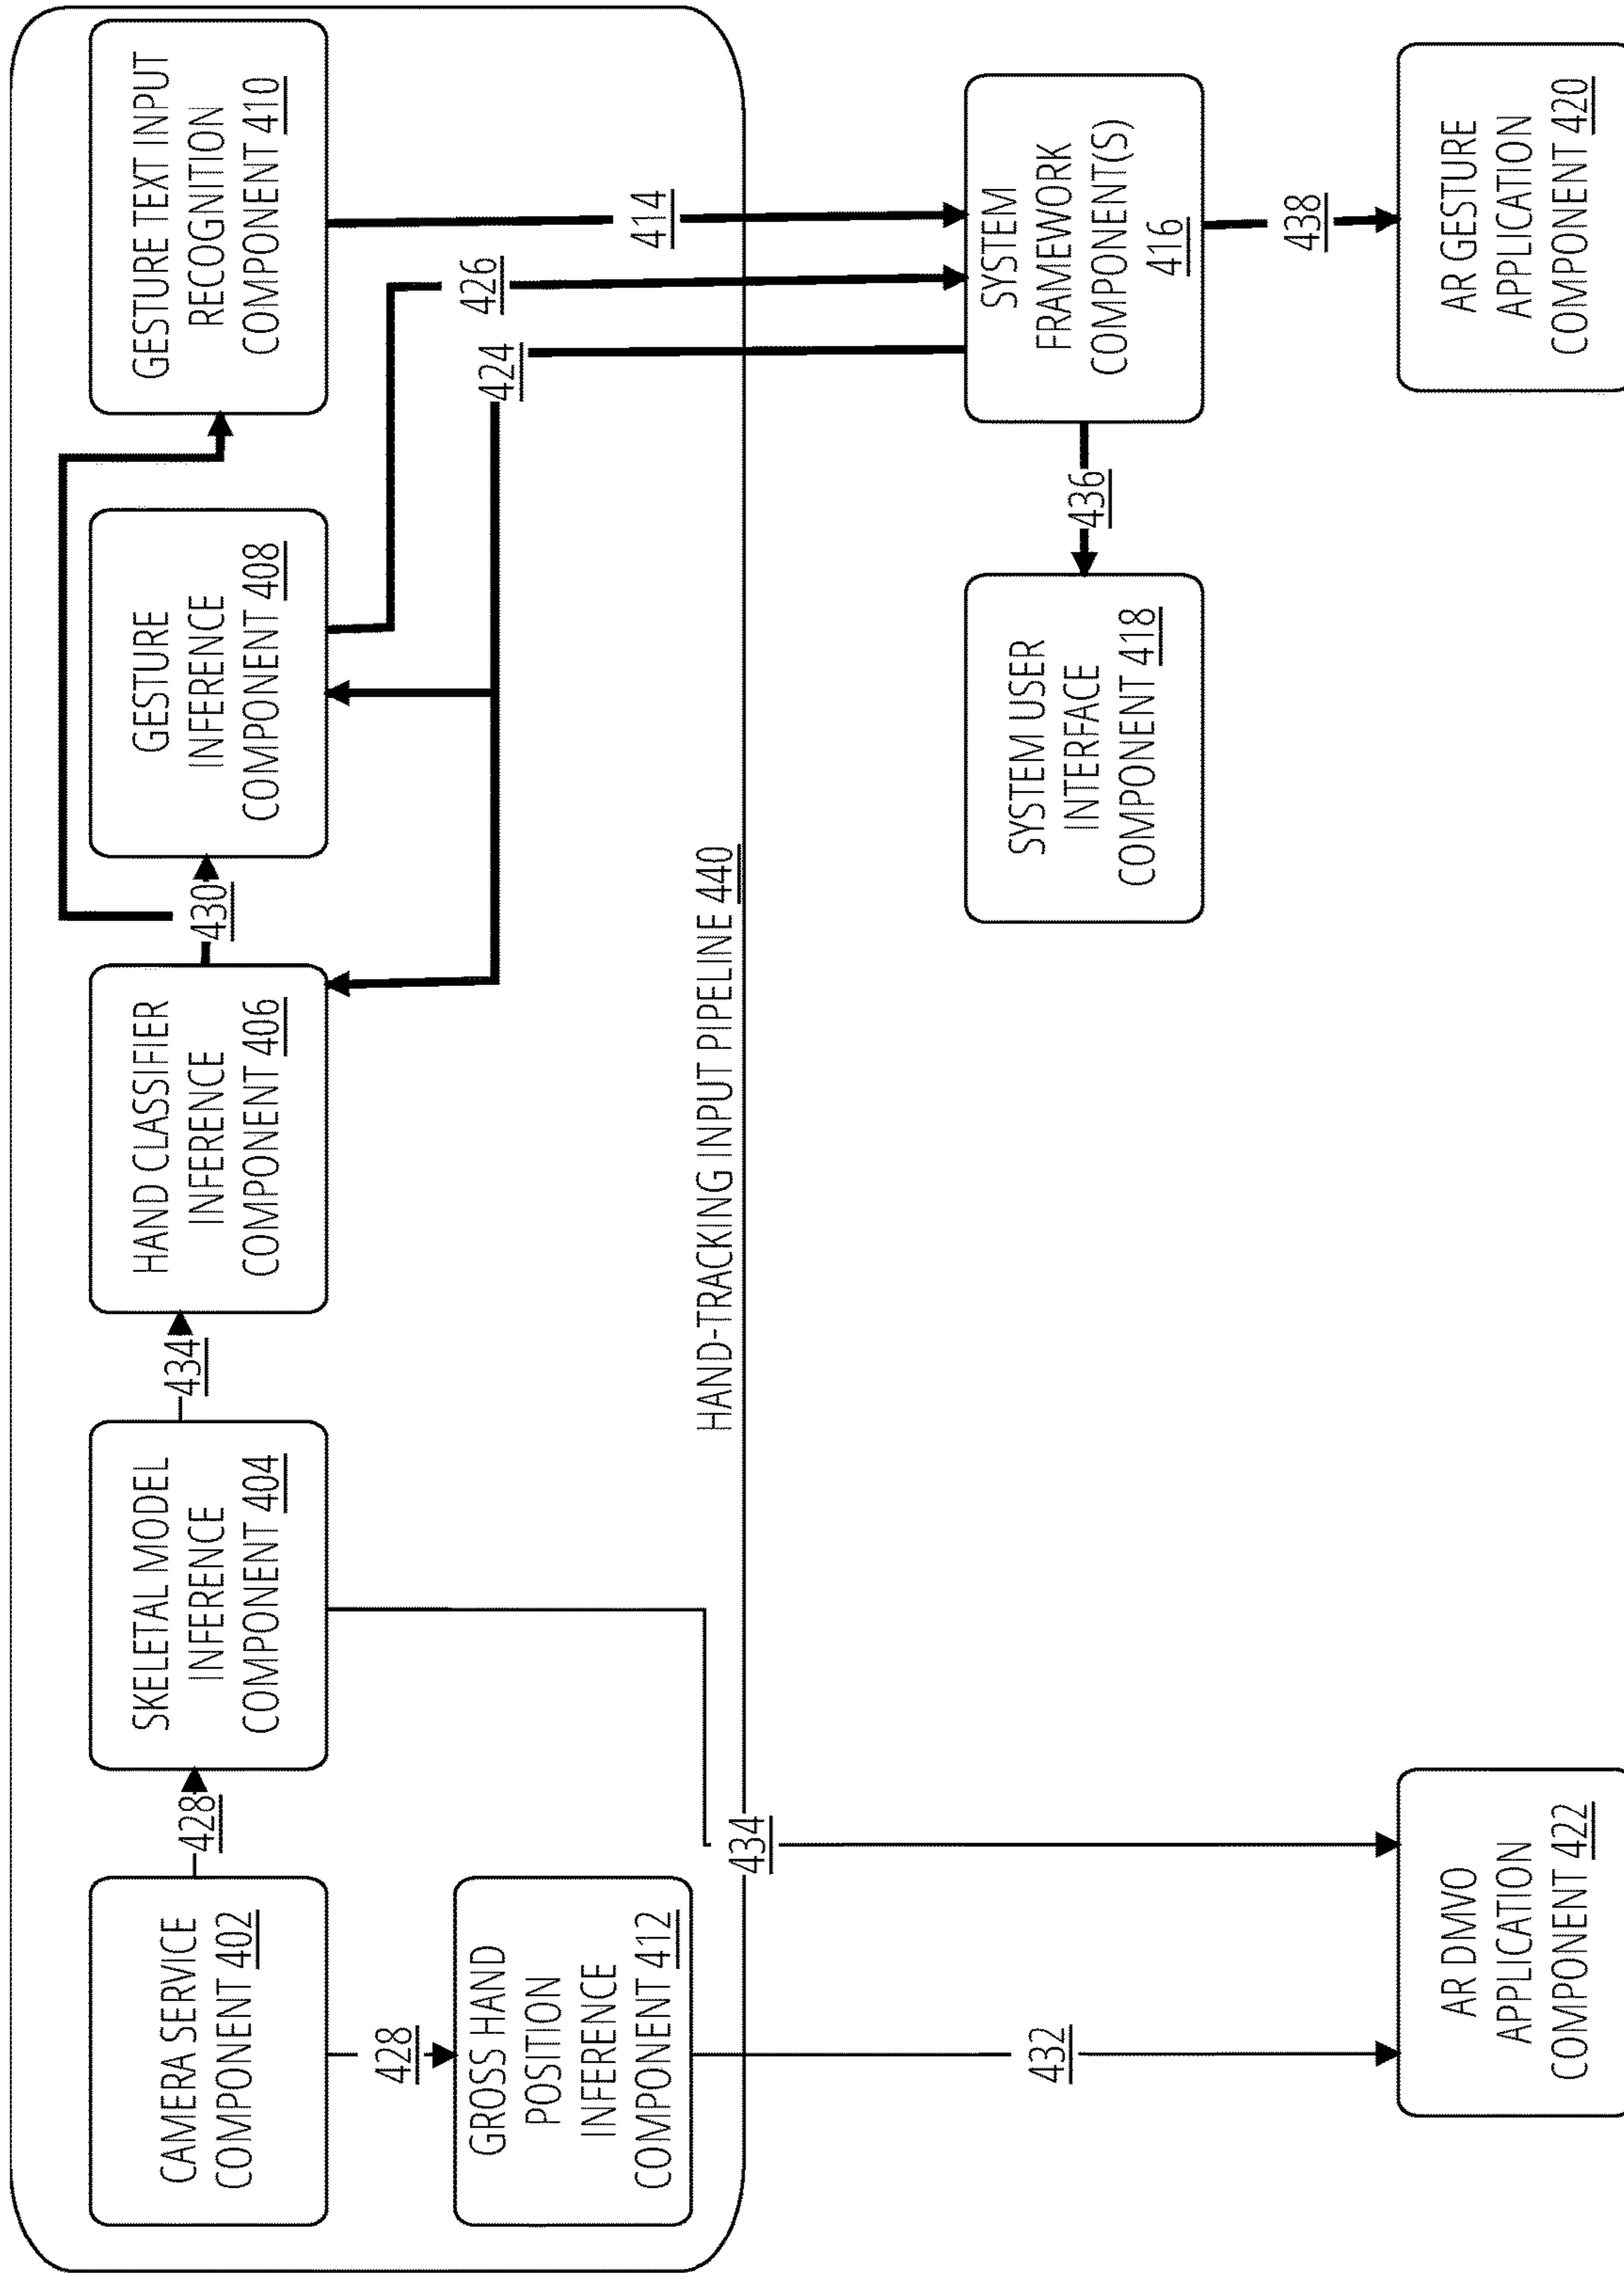 CAMERA SERVICE
COMPONENT 402
428
SKELETAL MODEL
INFERENCE
COMPONENT 404
434
HAND CLASSIFIER
INFERENCE
COMPONENT 406
430
GESTURE
INFERENCE
COMPONENT 408
GESTURE TEXT INPUT
RECOGNITION
COMPONENT 410
428
GROSS HAND
POSITION
INFERENCE
COMPONENT 412
426
424
414
434
HAND-TRACKING INPUT PIPELINE 440
432
SYSTEM USER
INTERFACE
COMPONENT 418
436
SYSTEM
FRAMEWORK
COMPONENT(S)
416
438
AR DMVO
APPLICATION
COMPONENT 422
AR GESTURE
APPLICATION
COMPONENT 420